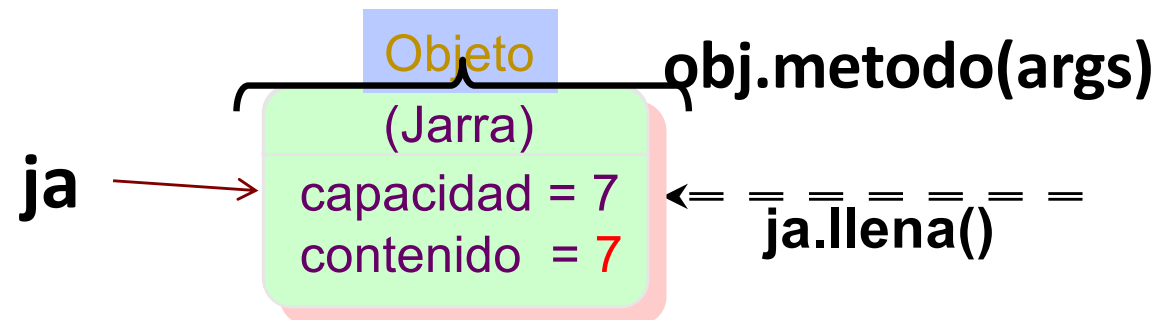 Objeto
obj.metodo(args)
(Jarra)
ja
capacidad = 7
contenido = 7
ja.llena()